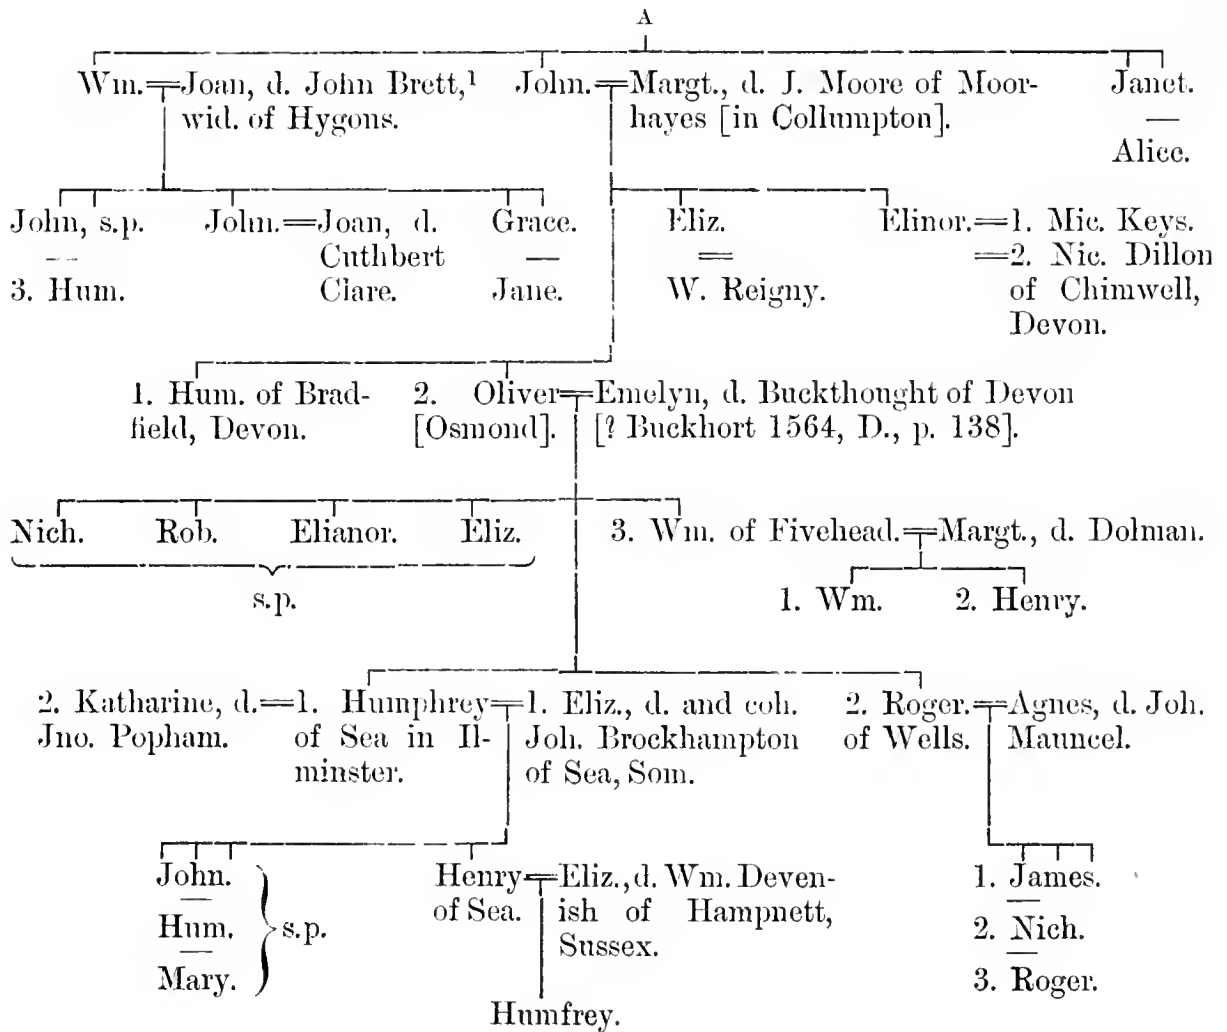 A
Wm.=Joan, d. John Brett,¹ wid. of Hygons.
John.=Margt., d. J. Moore of Moor-
hayes [in Collumpton].
Janet.
—
Alice.
John, s.p.
--
3. Hum.
John.=Joan, d.
Cuthbert
Clare.
Grace.
—
Jane.
Eliz.
=
W. Reigny.
Elinor.=1. Mic. Keys.
=2. Nic. Dillon
of Chimwell,
Devon.
1. Hum. of Brad-
field, Devon.
2. Oliver=Emelyn, d. Buckthought of Devon
[Osmond]. [? Buckhort 1564, D., p. 138].
Nich. Rob. Elianor. Eliz.
s.p.
3. Wm. of Fivehead.=Margt., d. Dolman.
1. Wm. 2. Henry.
2. Katharine, d.=1. Humphrey=1. Eliz., d. and coh.
Jno. Popham. of Sea in Il- Joh. Brockhampton
minster. of Sea, Som.
2. Roger.=Agnes, d. Joh.
of Wells. Mauncel.
John.
—
Hum.
—
Mary.
s.p.
Henry=Eliz., d. Wm. Deven-
of Sea. ish of Hampnett,
Sussex.
1. James.
—
2. Nich.
—
3. Roger.
Humfrey.